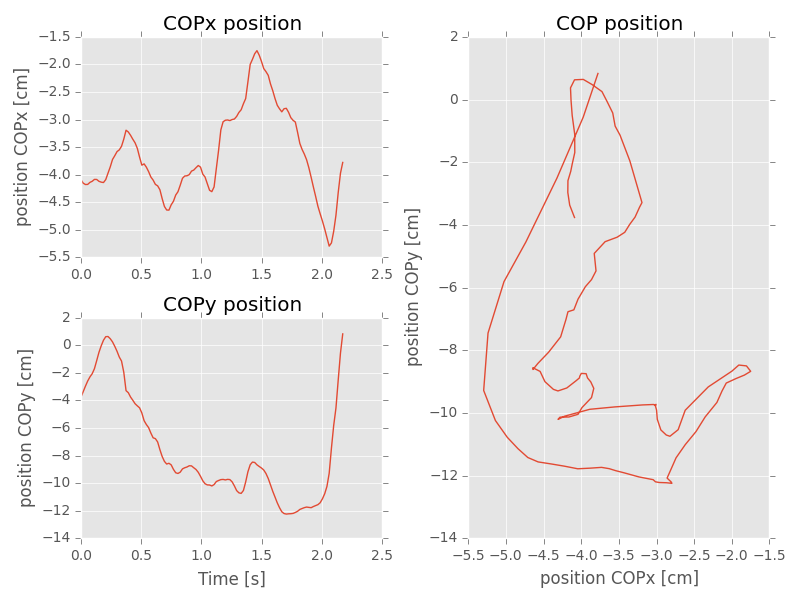 COPx position
−1.5
−2.0
−2.5
−3.0
−3.5
−4.0
−4.5
−5.0
−5.5
position COPx [cm]
0.0 0.5 1.0 1.5 2.0 2.5
COPy position
2
0
−2
−4
−6
−8
−10
−12
−14
position COPy [cm]
0.0 0.5 1.0 1.5 2.0 2.5
Time [s]
COP position
2
0
−2
−4
−6
−8
−10
−12
−14
position COPy [cm]
−5.5 −5.0 −4.5 −4.0 −3.5 −3.0 −2.5 −2.0 −1.5
position COPx [cm]